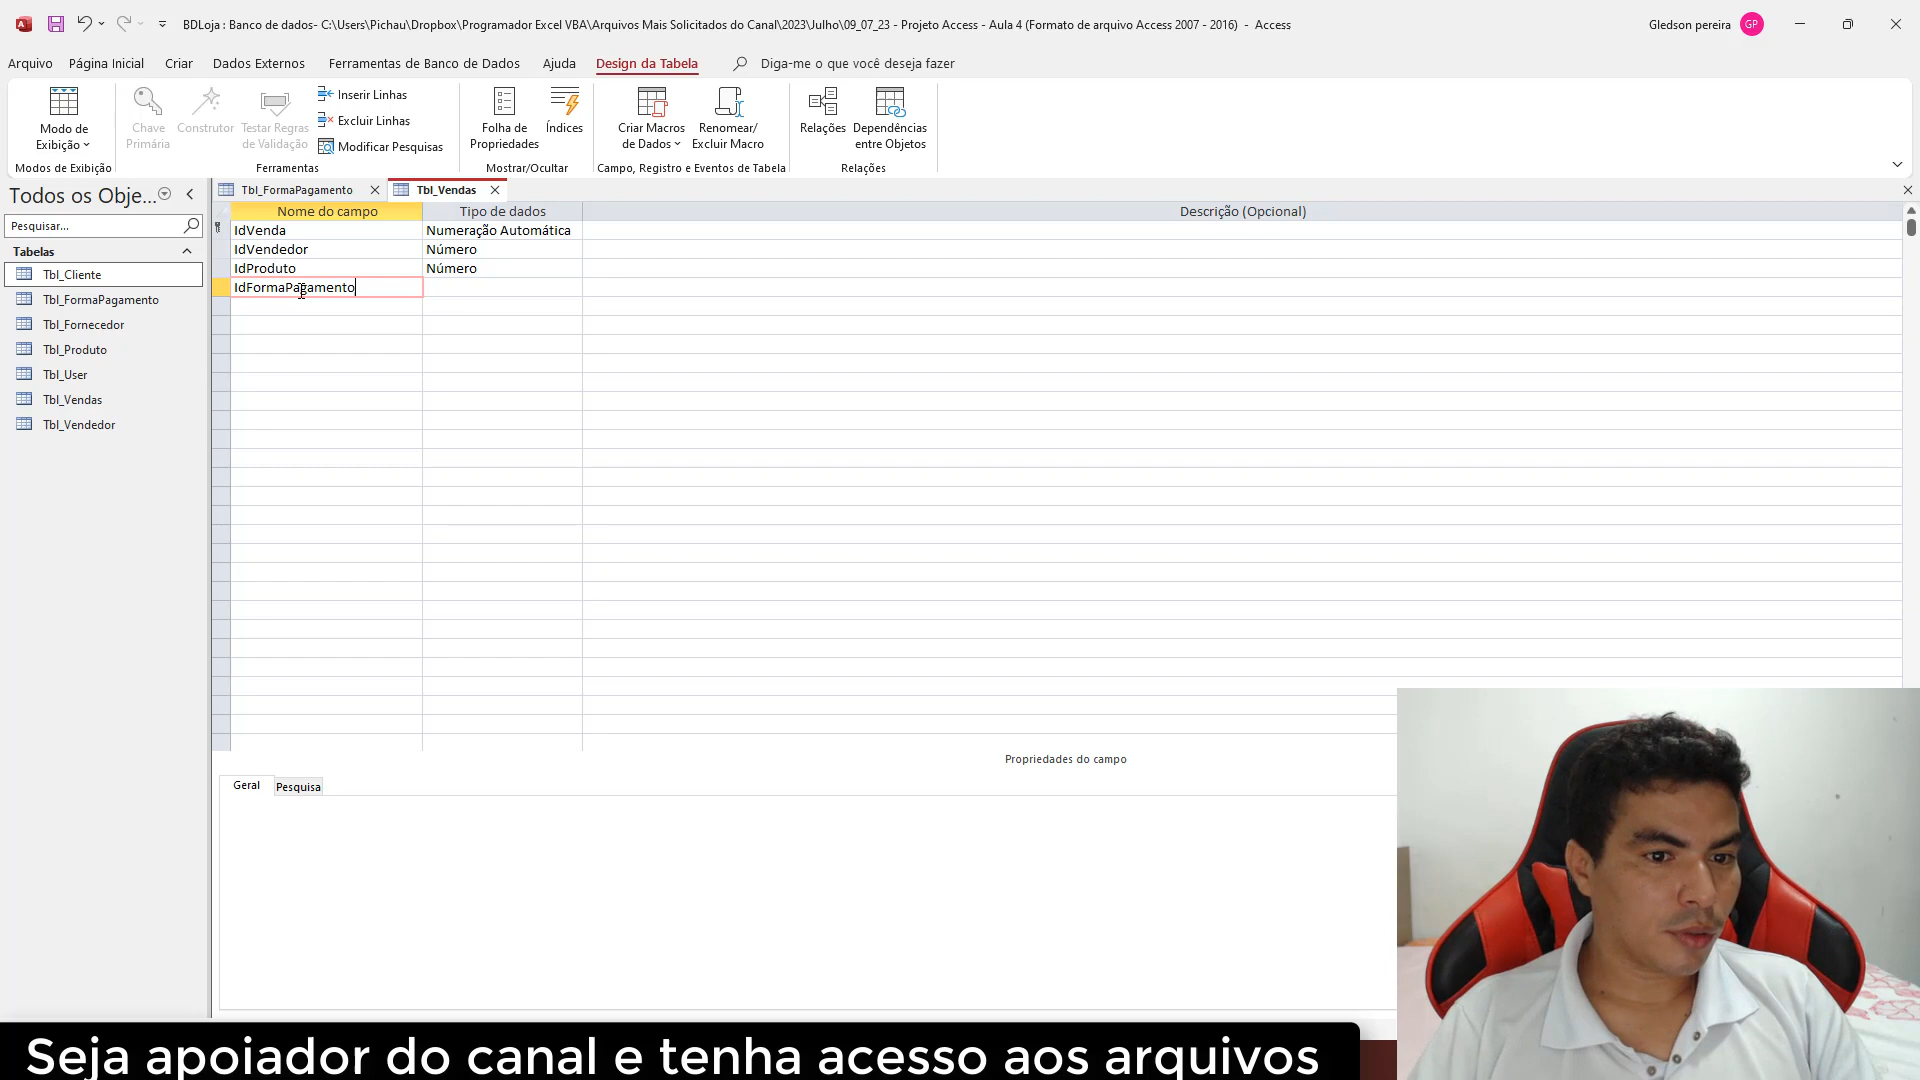 BDLoja : Banco de dados- C:\Users\Pichau\Dropbox\Programador Excel VBA\Arquivos Mais Solicitados do Canal\2023\Julho\09_07_23 - Projeto Access - Aula 4 (Formato de arquivo Access 2007 - 2016) - Access
Gledson pereira
GP
Arquivo
Página Inicial
Criar
Dados Externos
Ferramentas de Banco de Dados
Ajuda
Design da Tabela
Diga-me o que você deseja fazer
Modo de
Exibição
Modos de Exibição
Chave
Primária
Construtor
Testar Regras
de Validação
Inserir Linhas
Excluir Linhas
Modificar Pesquisas
Ferramentas
Folha de
Propriedades
Índices
Mostrar/Ocultar
Criar Macros
de Dados
Renomear/
Excluir Macro
Campo, Registro e Eventos de Tabela
Relações
Dependências
entre Objetos
Relações
Todos os Obje...
Pesquisar...
Tabelas
Tbl_Cliente
Tbl_FormaPagamento
Tbl_Fornecedor
Tbl_Produto
Tbl_User
Tbl_Vendas
Tbl_Vendedor
Tbl_FormaPagamento
Tbl_Vendas
Nome do campo
Tipo de dados
Descrição (Opcional)
IdVenda
Numeração Automática
IdVendedor
Número
IdProduto
Número
IdFormaPagamento
Propriedades do campo
Geral
Pesquisa
Seja apoiador do canal e tenha acesso aos arquivos